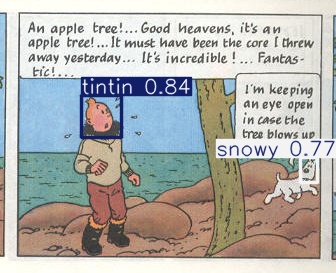 An apple tree!... Good heavens, it's an
apple tree!... It must have been the core I threw
away yesterday... It's incredible!... Fantas-
tic!...
tintin 0.84
I'm keeping
an eye open
in case the
tree blows up
snowy 0.77